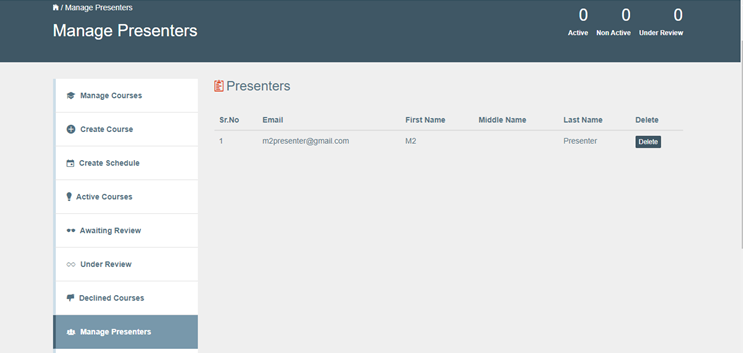 / Manage Presenters
Manage Presenters
0 0 0
Active Non Active Under Review
Manage Courses
Create Course
Create Schedule
Active Courses
Awaiting Review
Under Review
Declined Courses
Manage Presenters
Presenters
Sr.No Email First Name Middle Name Last Name Delete
1 m2presenter@gmail.com M2 Presenter Delete